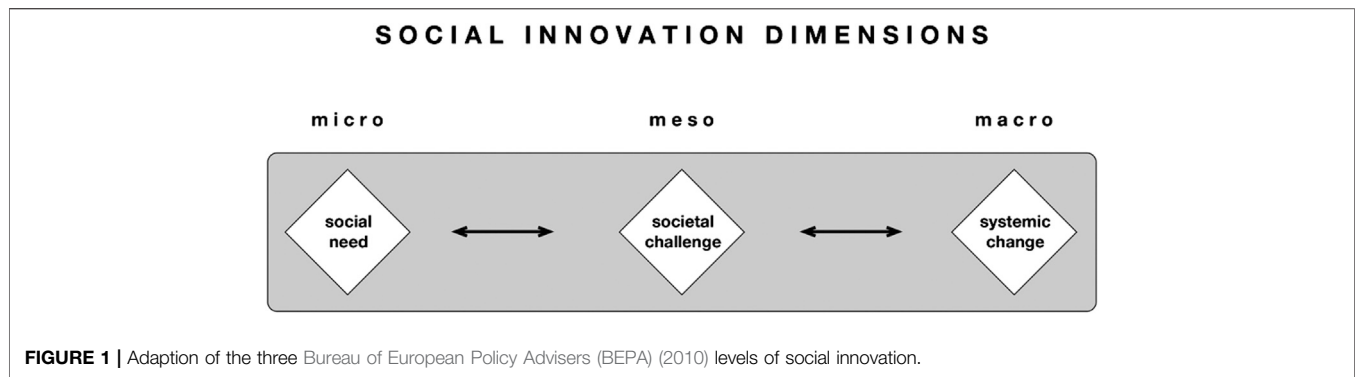 SOCIAL INNOVATION DIMENSIONS
micro meso macro
social need
societal challenge
systemic change
FIGURE 1 | Adaption of the three Bureau of European Policy Advisers (BEPA) (2010) levels of social innovation.